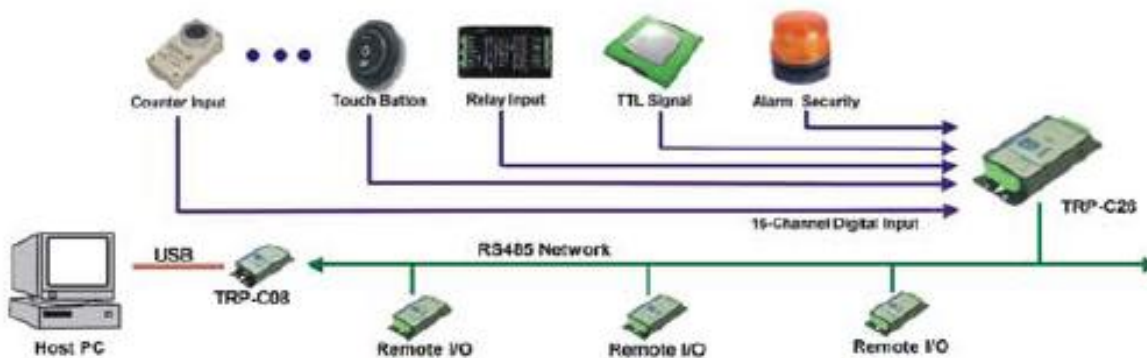 Counter Input
Touch Button
Relay Input
TTL Signal
Alarm Security
16-Channel Digital Input
TRP-C26
USB
RS485 Network
TRP-C08
Host PC
Remote I/O
Remote I/O
Remote I/O